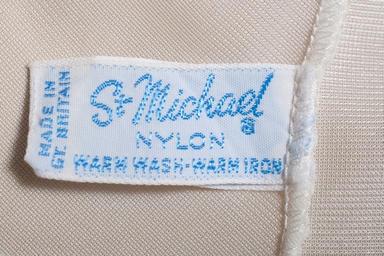 MADE IN
GT. BRITAIN
St Michael
NYLON
WARM WASH-WARM IRON